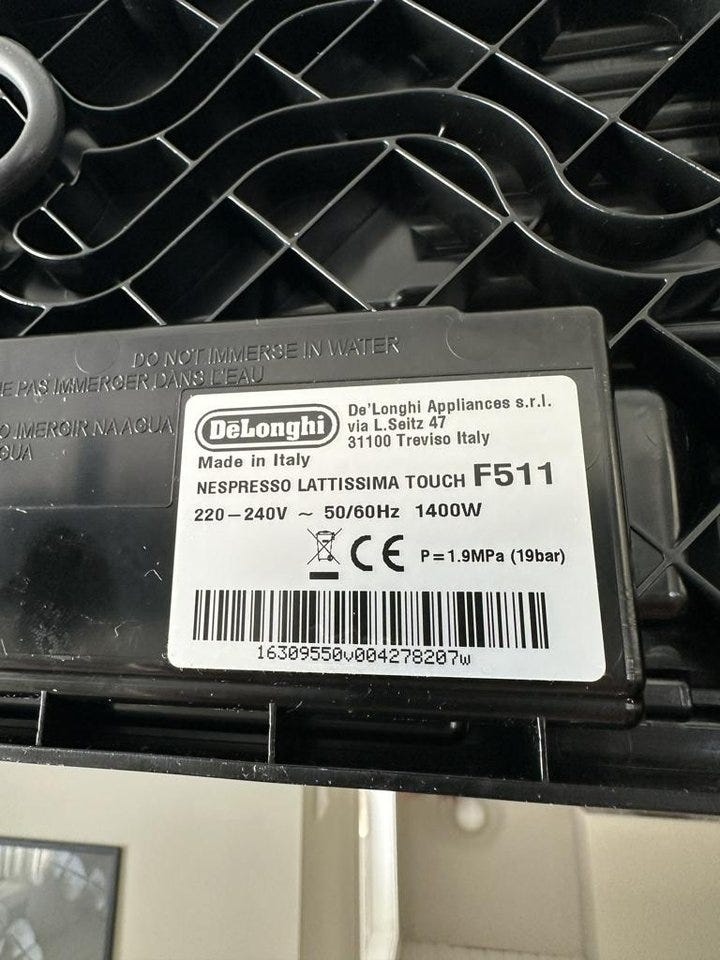 DO NOT IMMERSE IN WATER
NE PAS IMMERGER DANS L'EAU
IMERGIR NA AGUA
DeLonghi
De'Longhi Appliances s.r.l.
via L.Seitz 47
31100 Treviso Italy
Made in Italy
NESPRESSO LATTISSIMA TOUCH F511
220-240V ~ 50/60Hz 1400W
CE P=1.9MPa (19bar)
16309550v004278207w